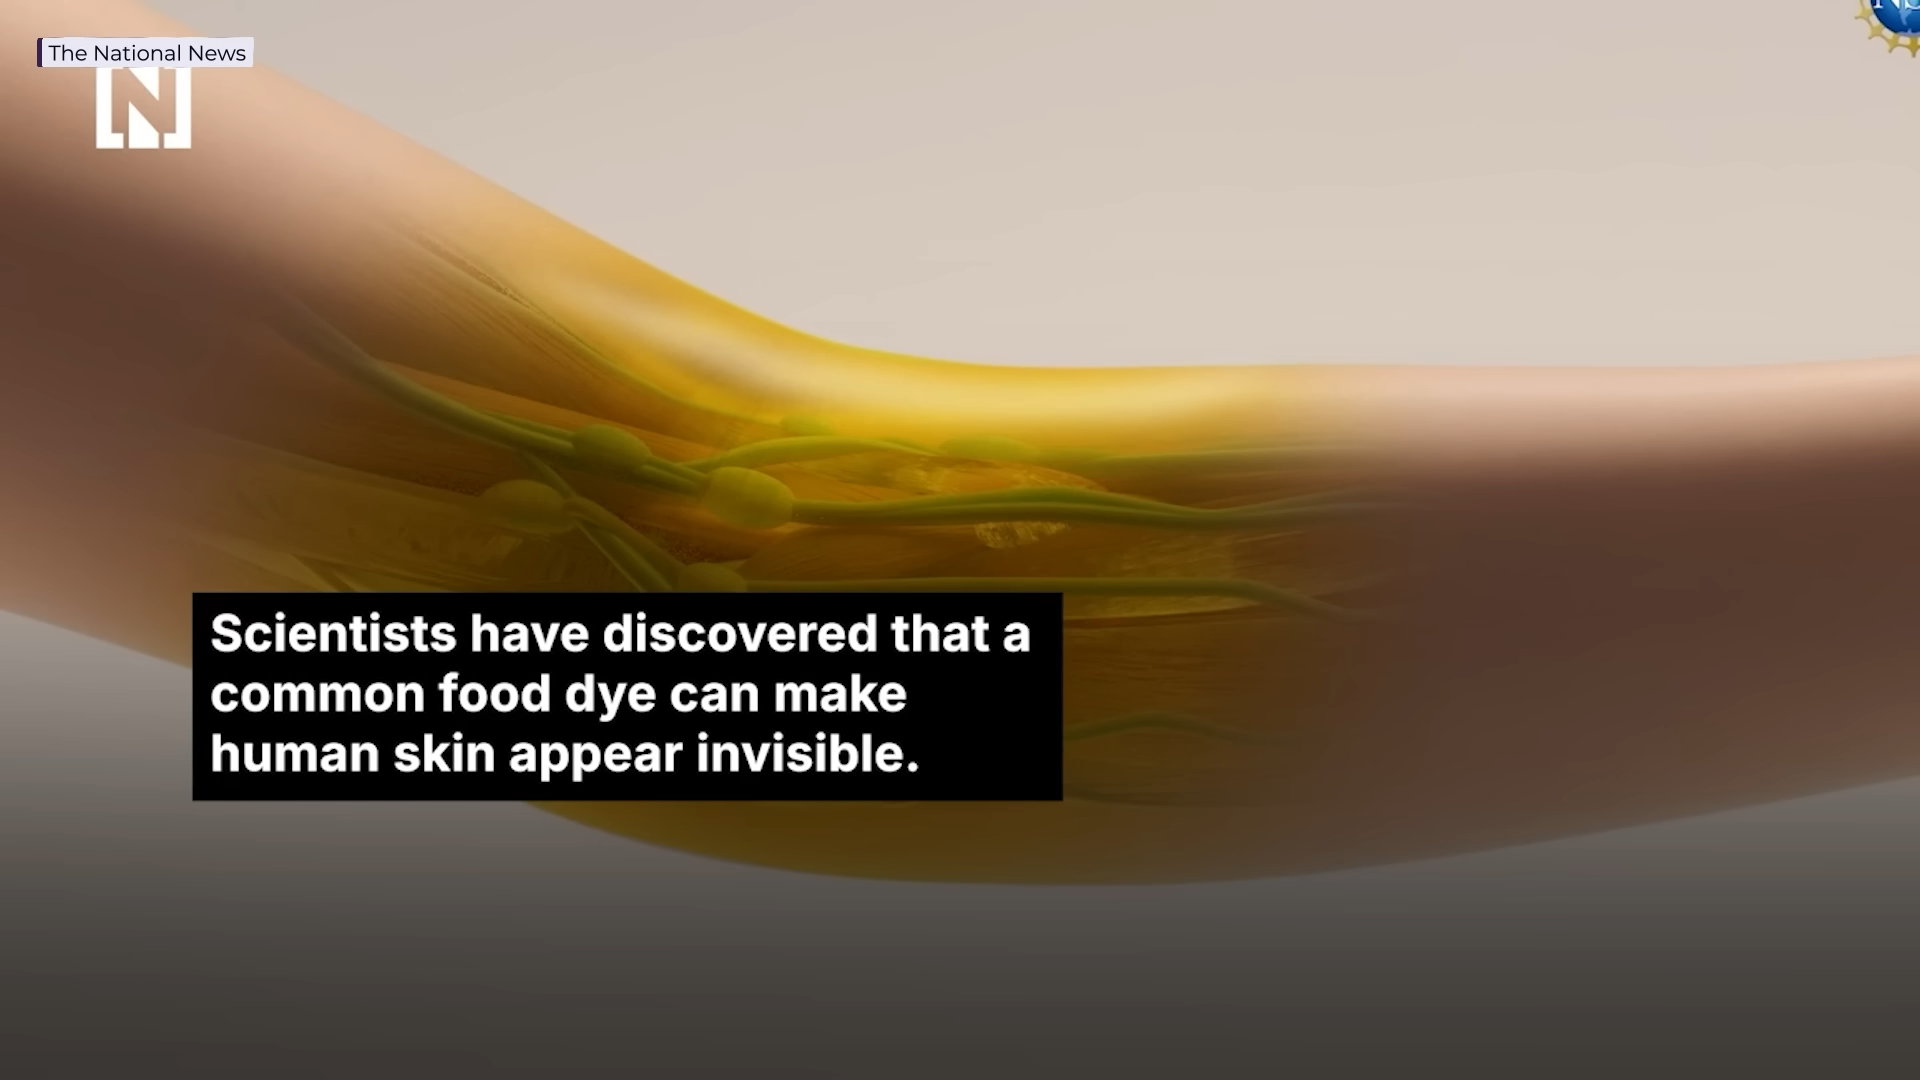 The National News
N
Scientists have discovered that a
common food dye can make
human skin appear invisible.